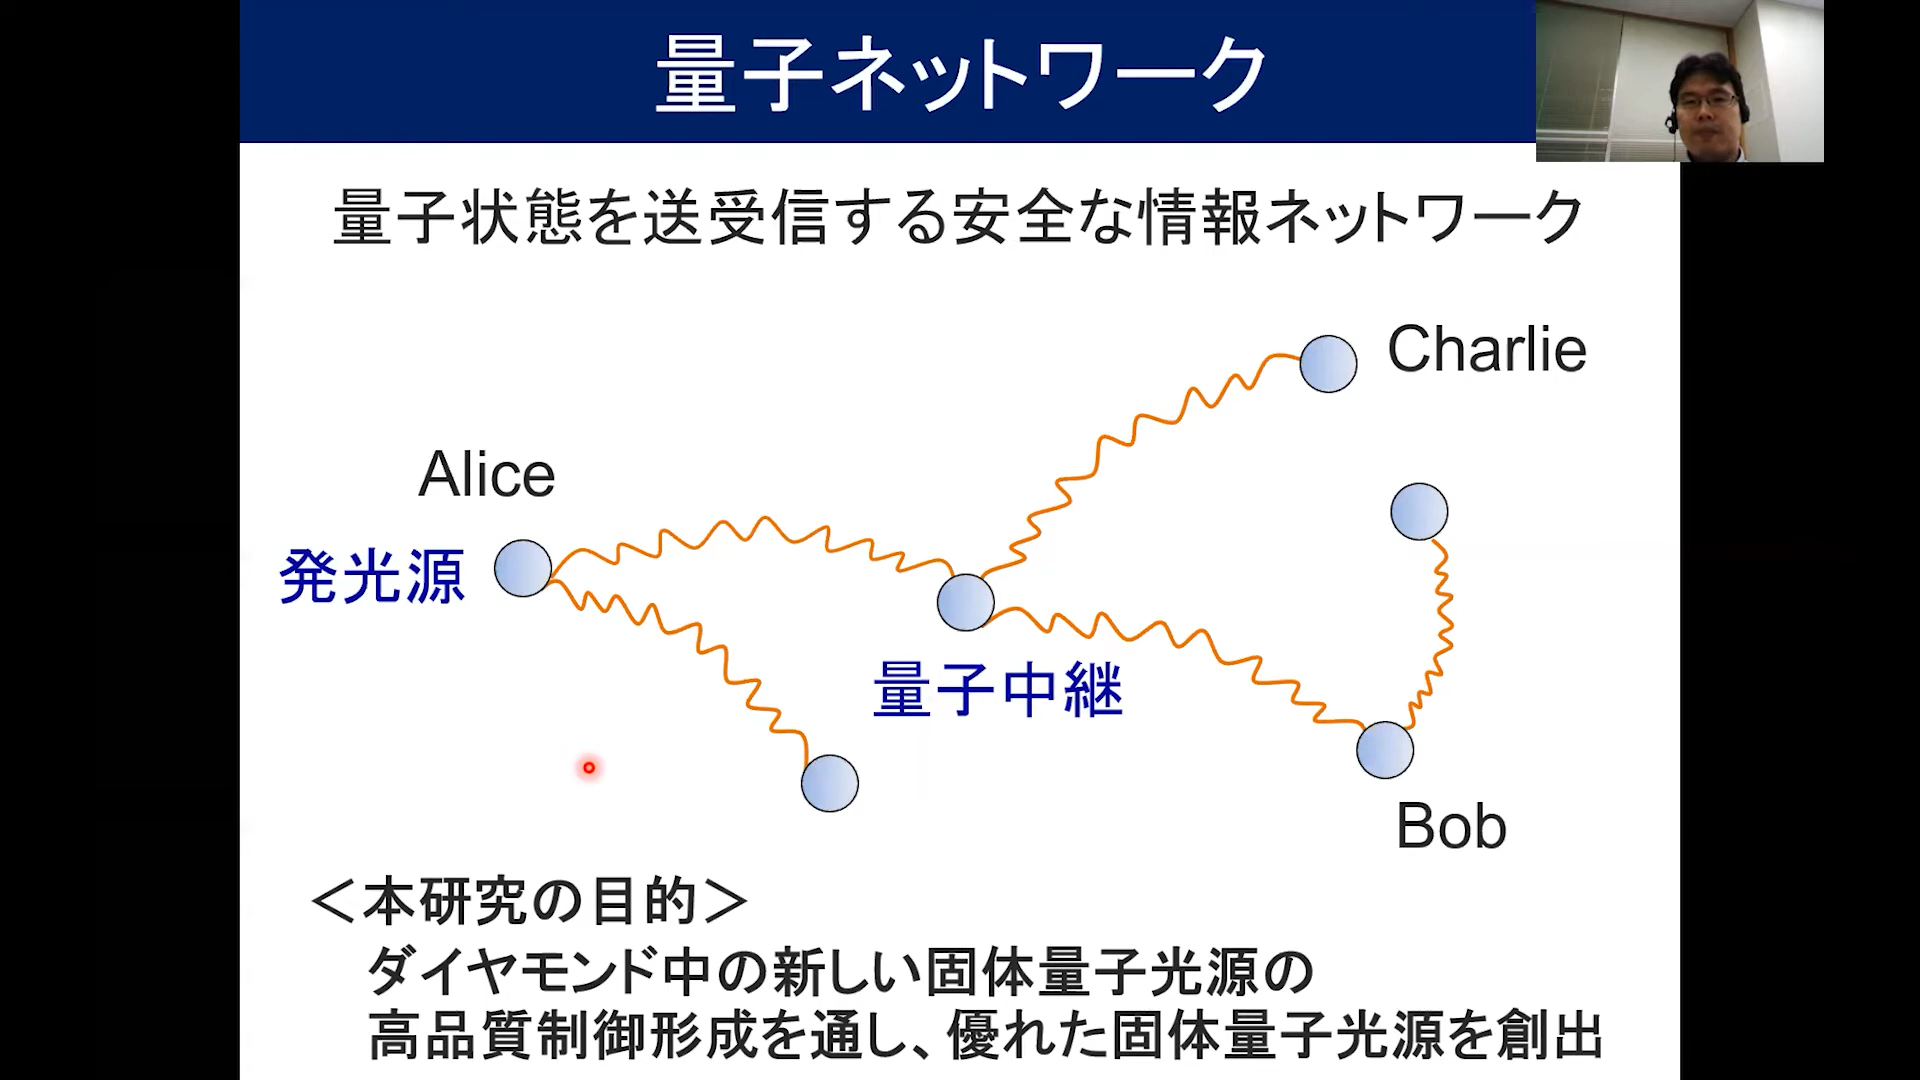 量子ネットワーク
量子状態を送受信する安全な情報ネットワーク
Charlie
Alice
発光源
量子中継
Bob
＜本研究の目的＞
ダイヤモンド中の新しい固体量子光源の
高品質制御形成を通し、優れた固体量子光源を創出